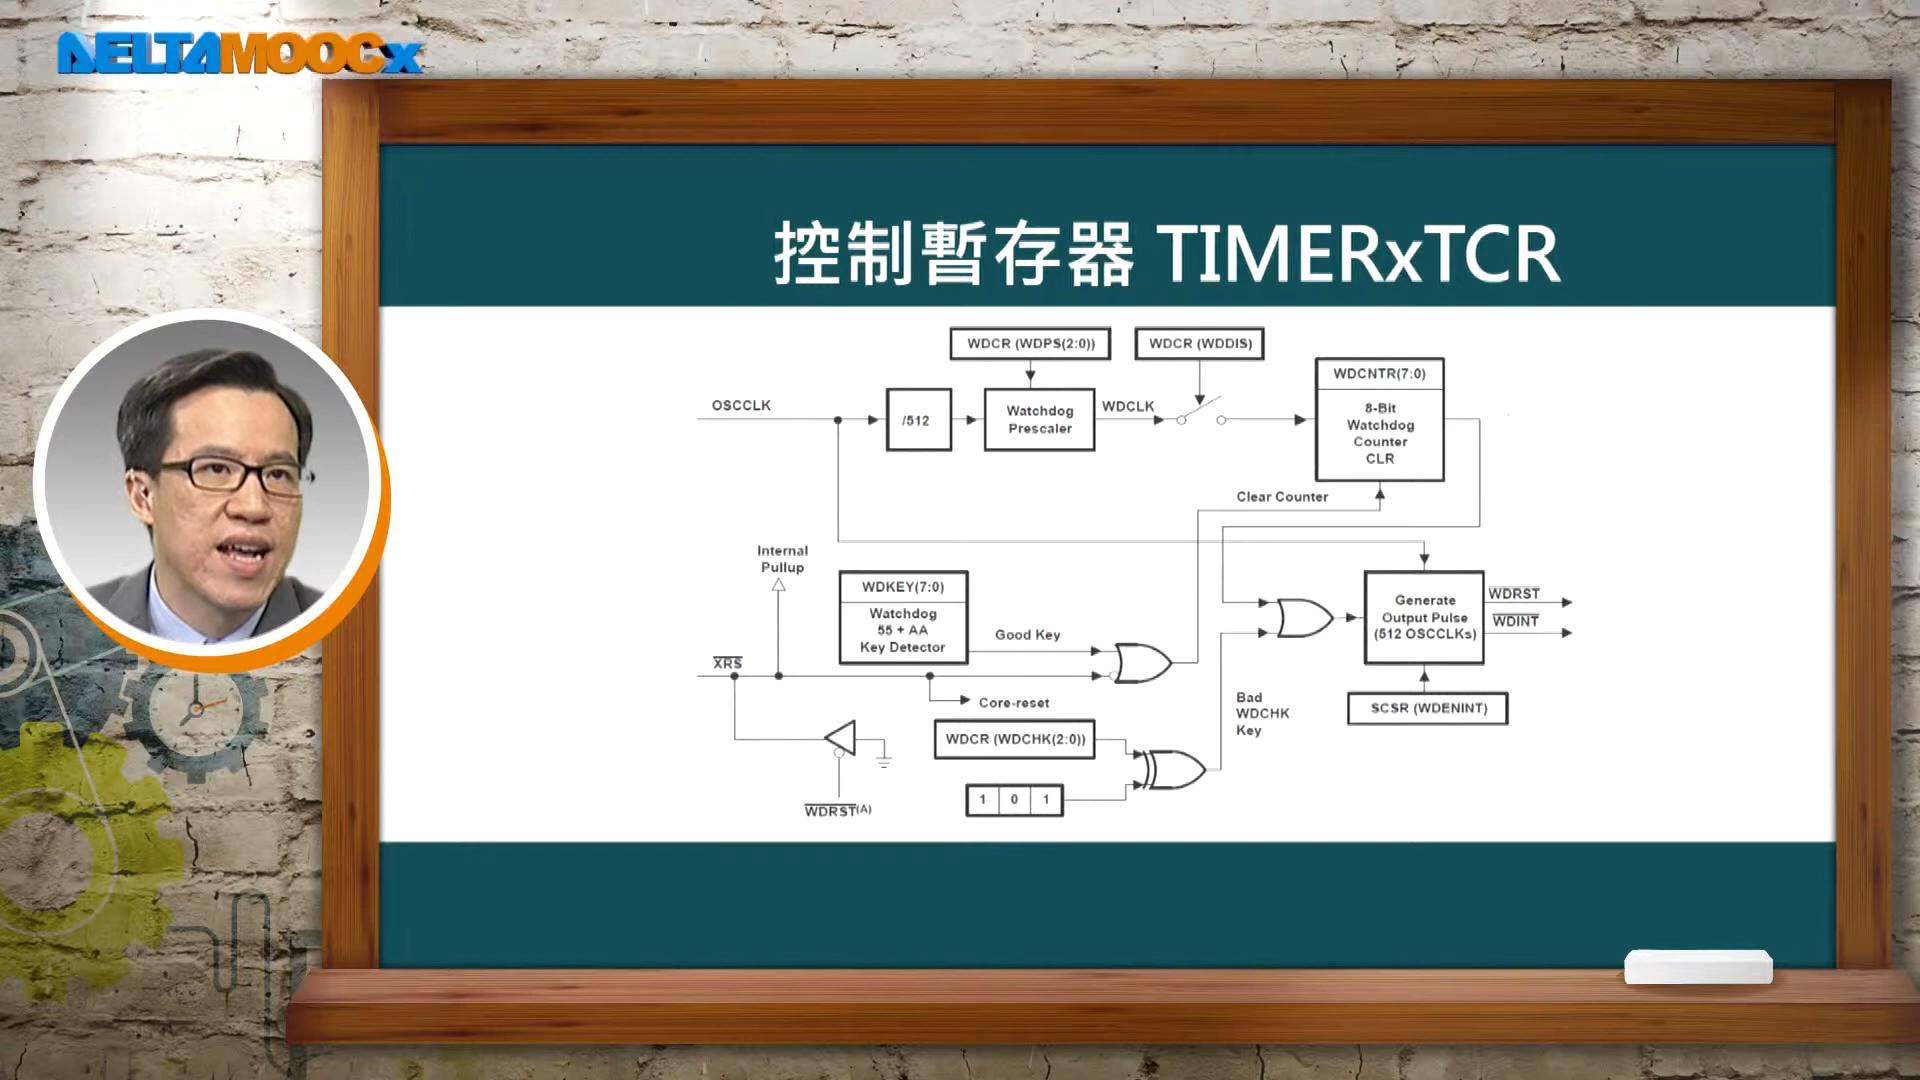 DELTAMOOCx
控制暫存器 TIMERxTCR
WDCR (WDPS(2:0))
WDCR (WDDIS)
WDCNTR(7:0)
OSCCLK
/512
Watchdog
Prescaler
WDCLK
8-Bit
Watchdog
Counter
CLR
Clear Counter
Internal
Pullup
WDKEY(7:0)
Watchdog
55 + AA
Key Detector
Good Key
Generate
Output Pulse
(512 OSCCLKs)
WDRST
WDINT
XRS
Core-reset
Bad
WDCHK
Key
SCSR (WDENINT)
WDCR (WDCHK(2:0))
1 0 1
WDRST(A)